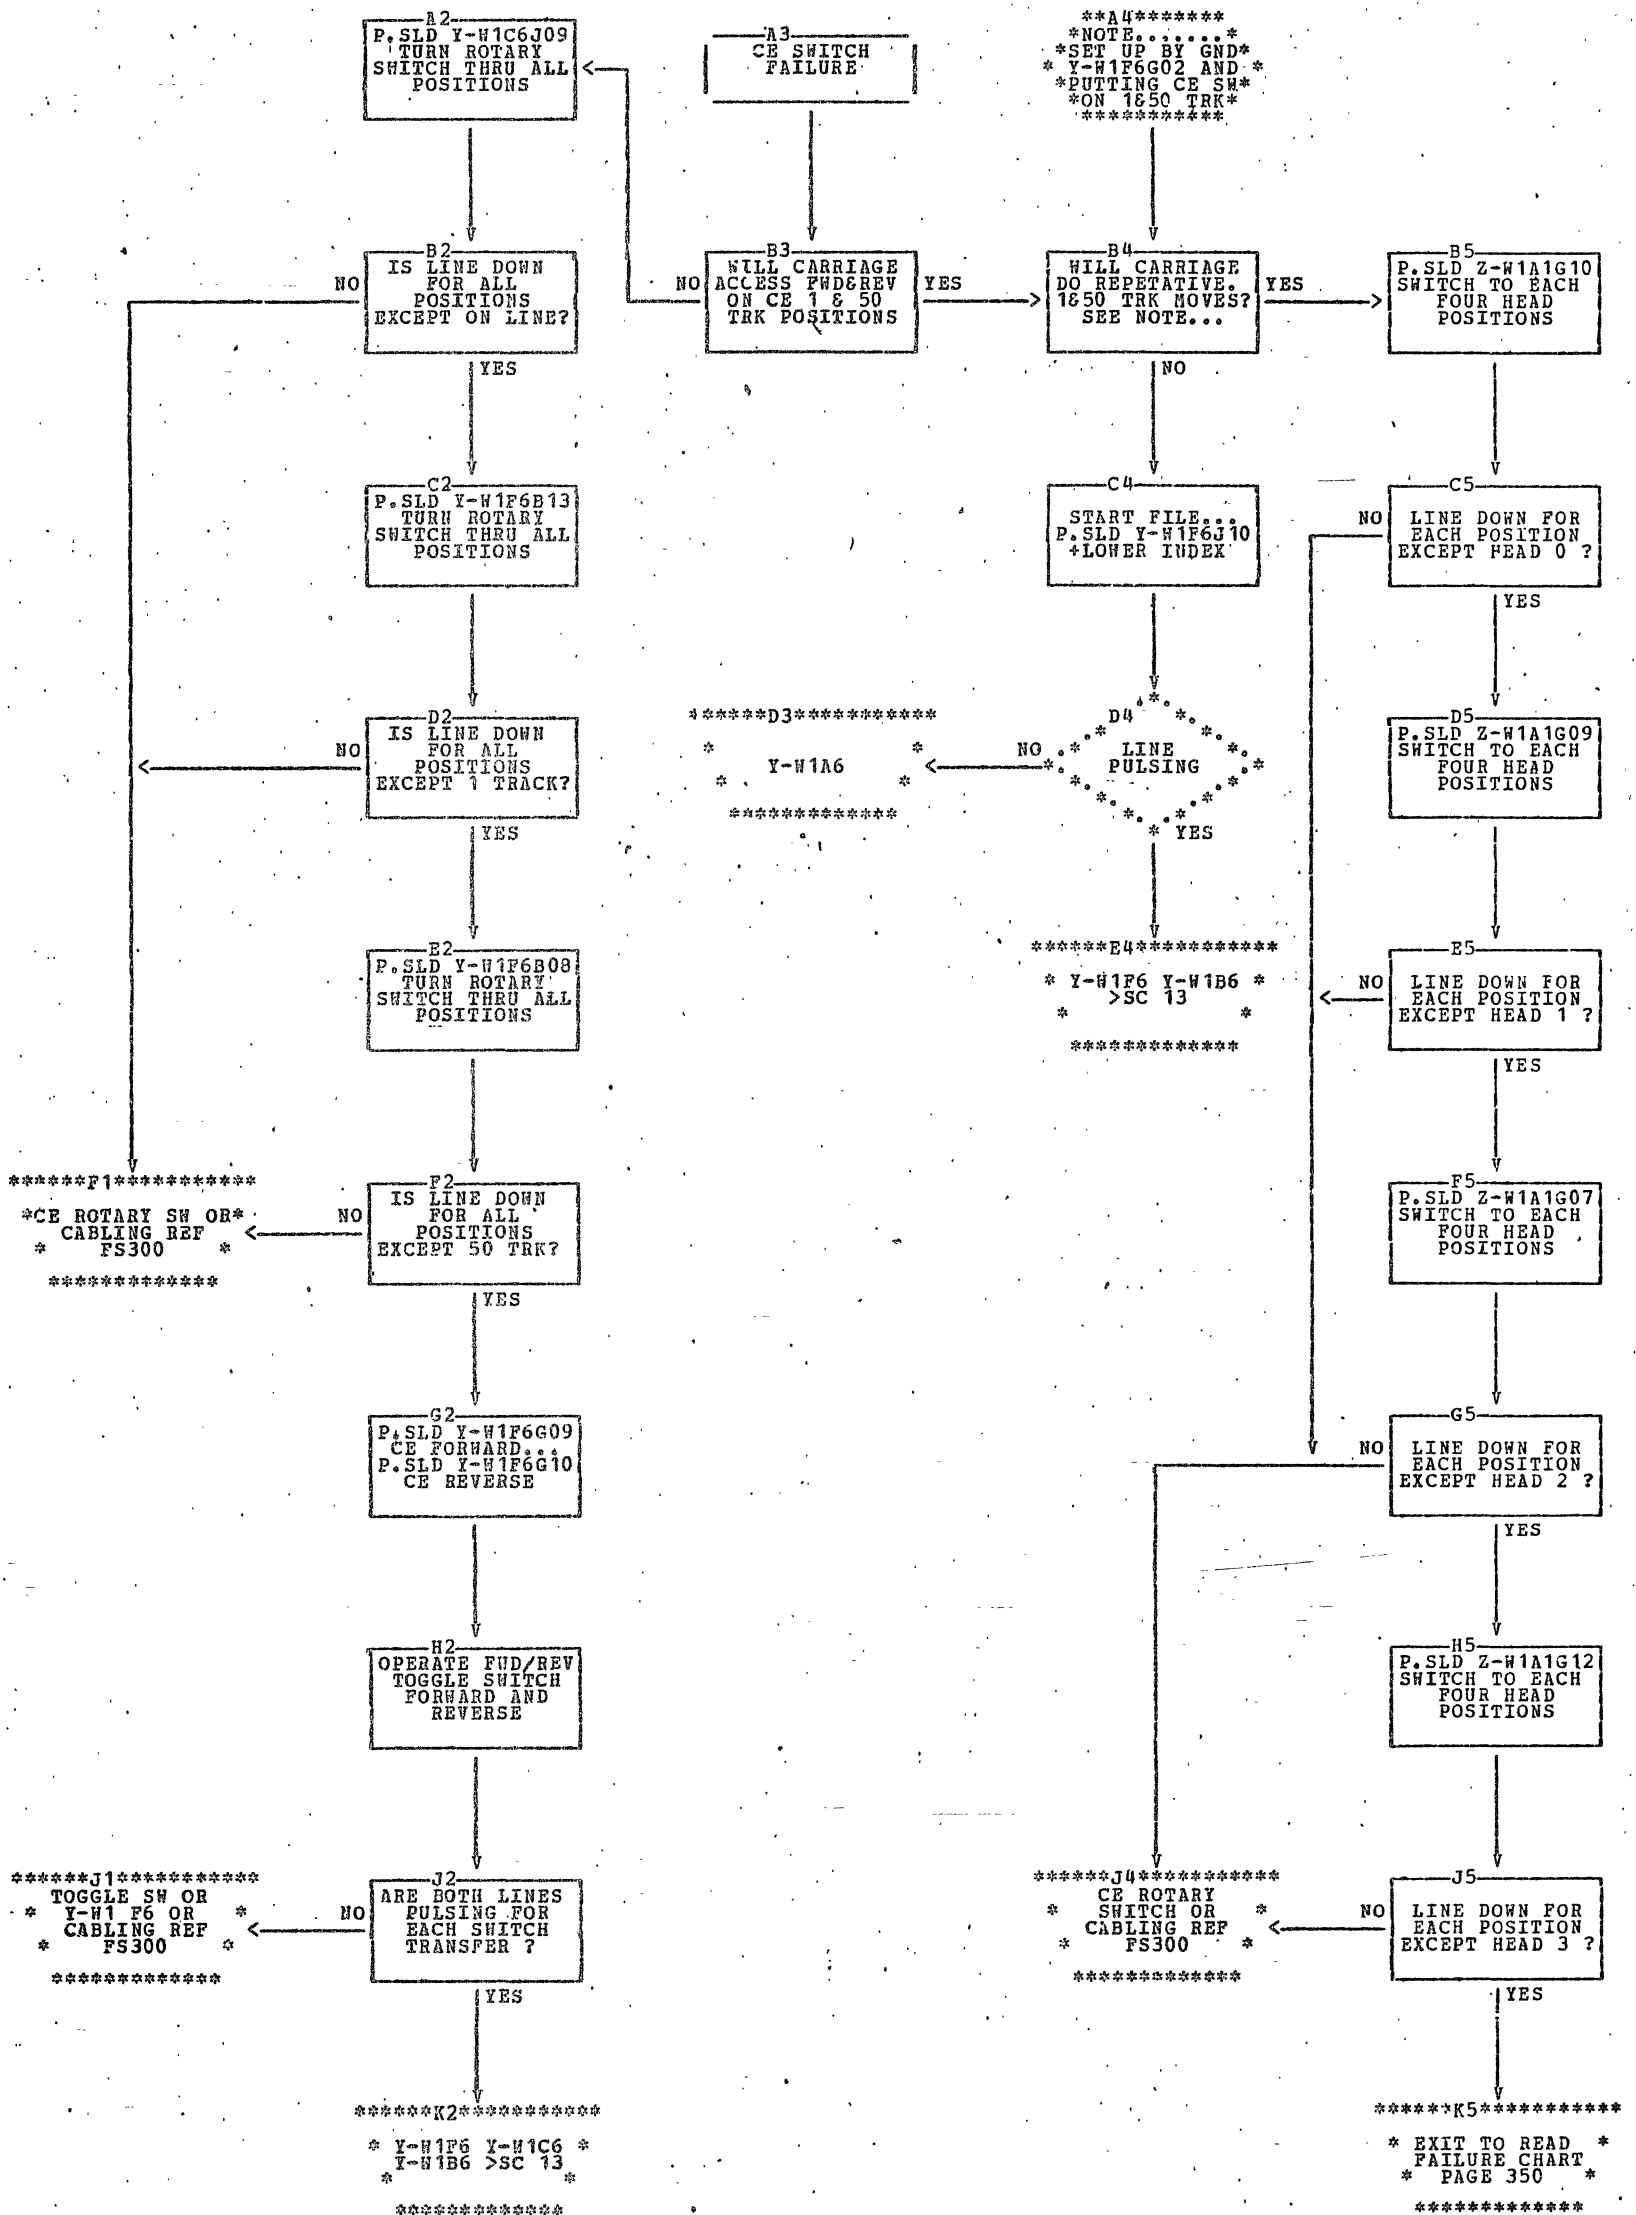 A2
P.SLD Y-W1C6J09
TURN ROTARY
SWITCH THRU ALL
POSITIONS
A3
CE SWITCH
FAILURE
**A4*******
*NOTE.......*
*SET UP BY GND*
* Y-W1F6G02 AND *
*PUTTING CE SW*
*ON 1&50 TRK*
***********
B2
IS LINE DOWN
FOR ALL
POSITIONS
EXCEPT ON LINE?
NO
YES
B3
WILL CARRIAGE
ACCESS FWD&REV
ON CE 1 & 50
TRK POSITIONS
NO
YES
B4
WILL CARRIAGE
DO REPETATIVE.
1&50 TRK MOVES?
SEE NOTE...
YES
NO
B5
P.SLD Z-W1A1G10
SWITCH TO EACH
FOUR HEAD
POSITIONS
C2
P.SLD Y-W1F6B13
TURN ROTARY
SWITCH THRU ALL
POSITIONS
C4
START FILE...
P.SLD Y-W1F6J10
+LOWER INDEX
C5
NO
LINE DOWN FOR
EACH POSITION
EXCEPT HEAD 0 ?
YES
D2
IS LINE DOWN
FOR ALL
POSITIONS
EXCEPT 1 TRACK?
NO
YES
******D3***********
* *
Y-W1A6
* *
*************
D4
NO
LINE
PULSING
YES
D5
P.SLD Z-W1A1G09
SWITCH TO EACH
FOUR HEAD
POSITIONS
E2
P.SLD Y-W1F6B08
TURN ROTARY
SWITCH THRU ALL
POSITIONS
******E4***********
* Y-W1F6 Y-W1B6 *
>SC 13
* *
*************
E5
NO
LINE DOWN FOR
EACH POSITION
EXCEPT HEAD 1 ?
YES
******F1***********
*CE ROTARY SW OR*
CABLING REF
* FS300 *
*************
F2
NO
IS LINE DOWN
FOR ALL
POSITIONS
EXCEPT 50 TRK?
YES
F5
P.SLD Z-W1A1G07
SWITCH TO EACH
FOUR HEAD
POSITIONS
G2
P.SLD Y-W1F6G09
CE FORWARD...
P.SLD Y-W1F6G10
CE REVERSE
G5
NO
LINE DOWN FOR
EACH POSITION
EXCEPT HEAD 2 ?
YES
H2
OPERATE FWD/REV
TOGGLE SWITCH
FORWARD AND
REVERSE
H5
P.SLD Z-W1A1G12
SWITCH TO EACH
FOUR HEAD
POSITIONS
******J1***********
TOGGLE SW OR
* Y-W1 F6 OR *
CABLING REF
* FS300 *
*************
J2
NO
ARE BOTH LINES
PULSING FOR
EACH SWITCH
TRANSFER ?
YES
******J4***********
CE ROTARY
* SWITCH OR *
CABLING REF
* FS300 *
*************
J5
NO
LINE DOWN FOR
EACH POSITION
EXCEPT HEAD 3 ?
YES
******K2***********
* Y-W1F6 Y-W1C6 *
Y-W1B6 >SC 13
* *
*************
******K5***********
* EXIT TO READ *
FAILURE CHART
* PAGE 350 *
*************